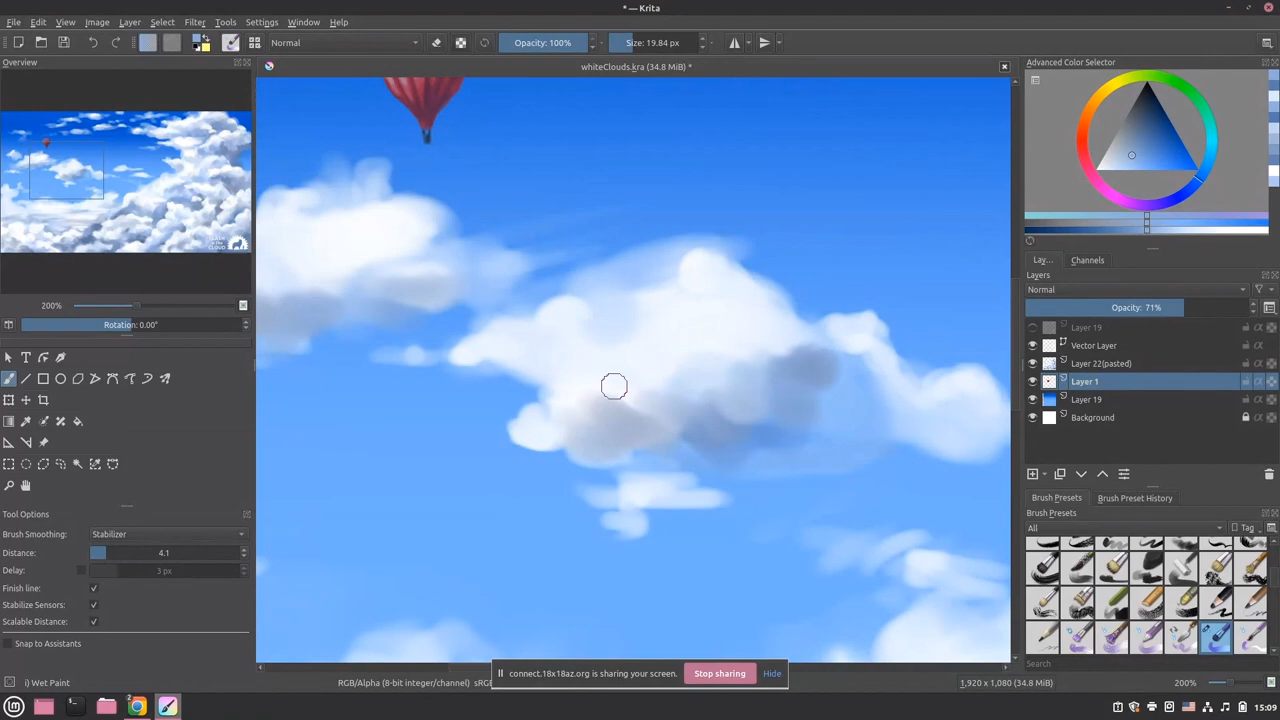 * — Krita
File Edit View Image Layer Select Filter Tools Settings Window Help
Normal Opacity: 100% Size: 19.84 px
Overview
whiteClouds.kra (34.8 MiB) *
Advanced Color Selector
CLOUD
200%
Rotation: 0.00°
Lay... Channels
Layers
Normal
Opacity: 71%
Layer 19
Vector Layer
Layer 22(pasted)
Layer 1
Layer 19
Background
Tool Options
Brush Smoothing: Stabilizer
Distance: 4.1
Delay: 3 px
Finish line:
Stabilize Sensors:
Scalable Distance:
Snap to Assistants
Brush Presets Brush Preset History
Brush Presets
All Tag
Search
connect.18x18az.org is sharing your screen. Stop sharing Hide
i) Wet Paint RGB/Alpha (8-bit integer/channel) sRG 1,920 x 1,080 (34.8 MiB) 200%
15:09